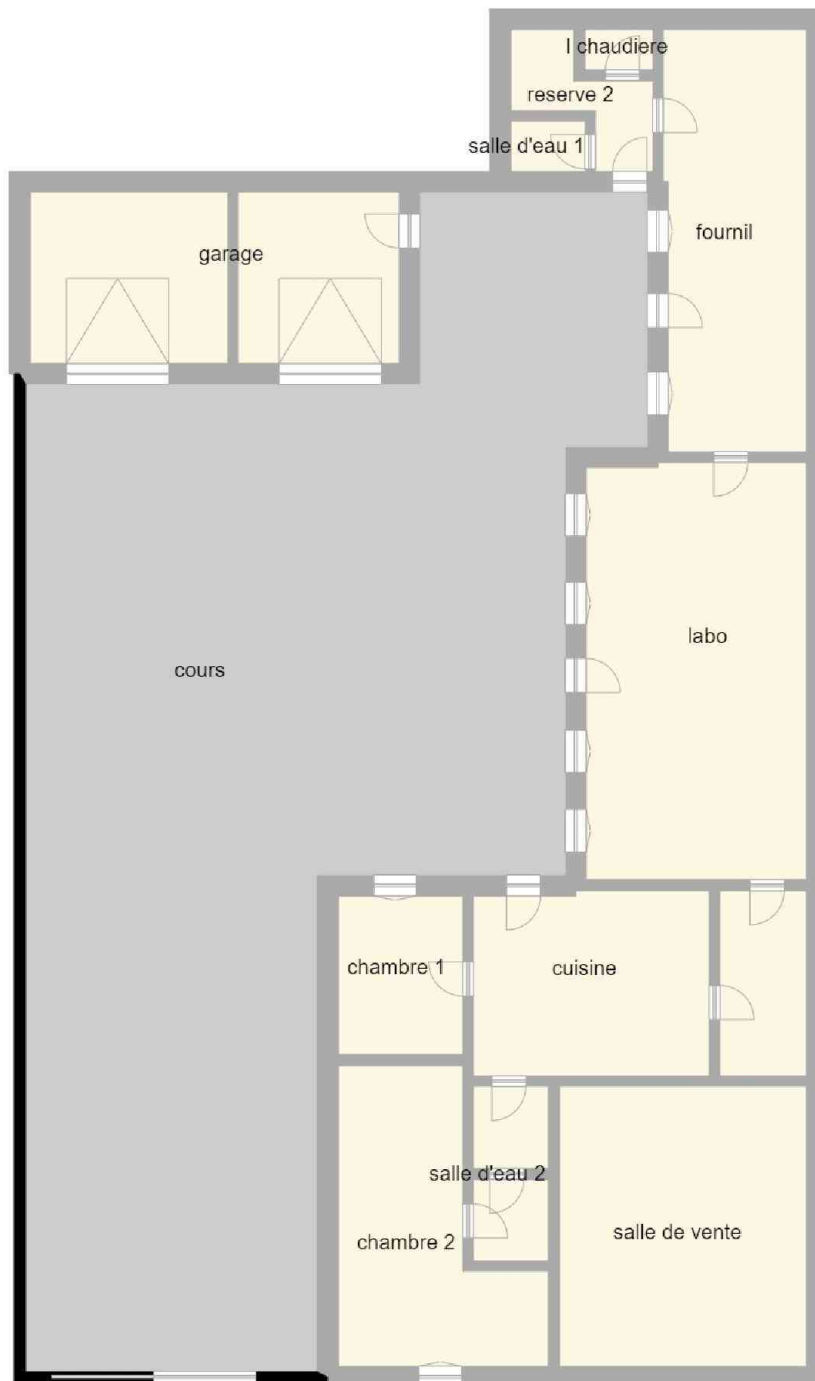 l chaudiere
reserve 2
salle d'eau 1
fournil
garage
labo
cours
chambre 1
cuisine
salle d'eau 2
salle de vente
chambre 2